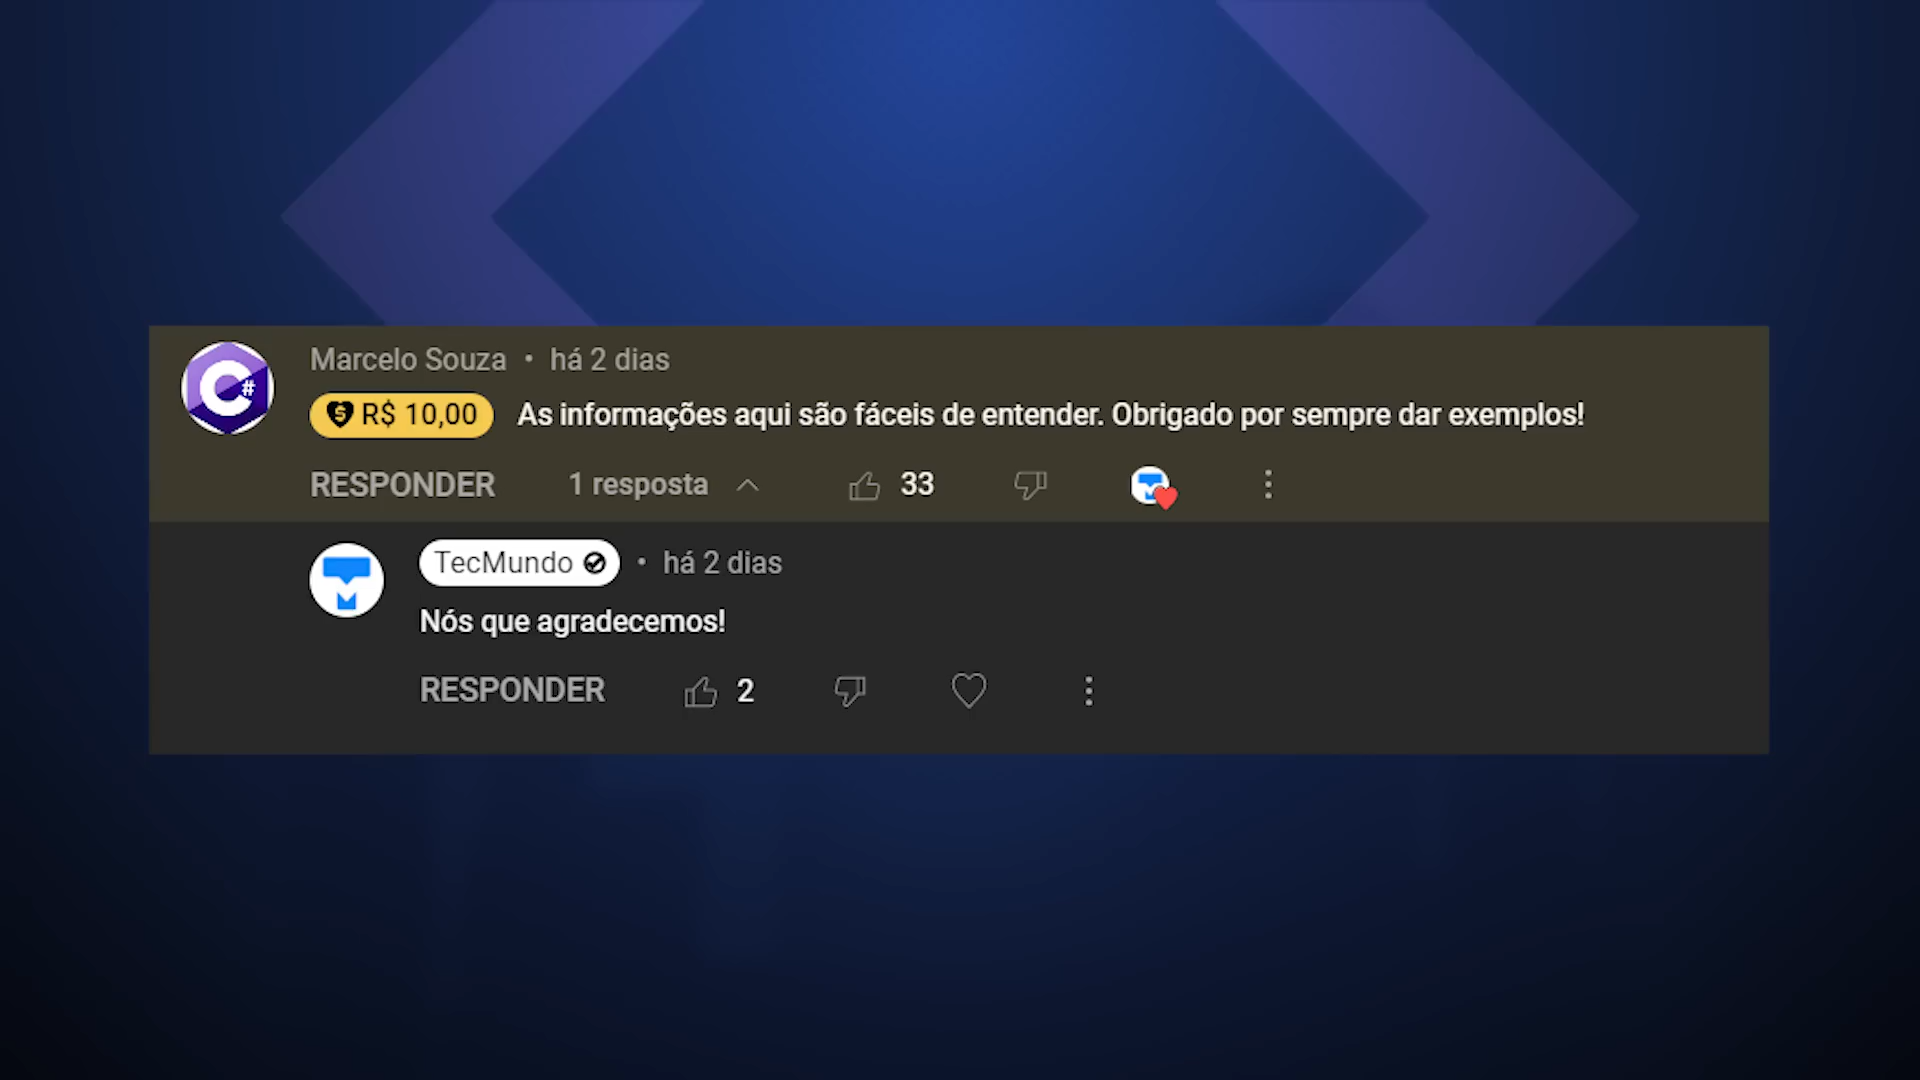 Marcelo Souza • há 2 dias
R$ 10,00 As informações aqui são fáceis de entender. Obrigado por sempre dar exemplos!
RESPONDER 1 resposta 33
TecMundo • há 2 dias
Nós que agradecemos!
RESPONDER 2